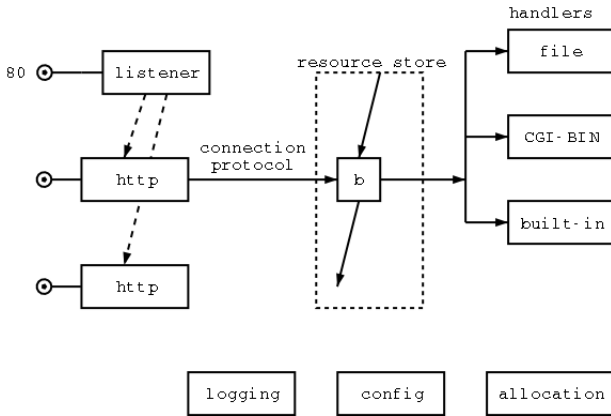 handlers
80
listener
resource store
file
connection
protocol
CGI-BIN
http
b
built-in
http
logging
config
allocation